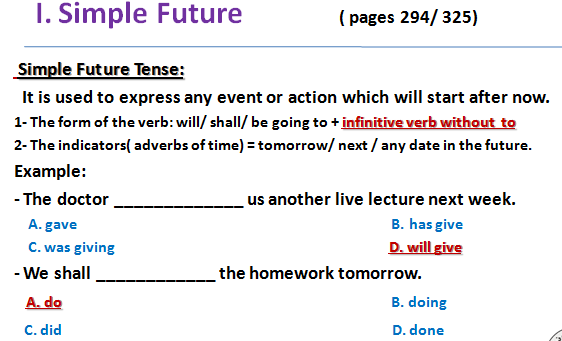 I. Simple Future ( pages 294/ 325)
Simple Future Tense:
It is used to express any event or action which will start after now.
1- The form of the verb: will/ shall/ be going to + infinitive verb without to
2- The indicators( adverbs of time) = tomorrow/ next / any date in the future.
Example:
- The doctor _____________ us another live lecture next week.
A. gave B. has give
C. was giving D. will give
- We shall ____________ the homework tomorrow.
A. do B. doing
C. did D. done